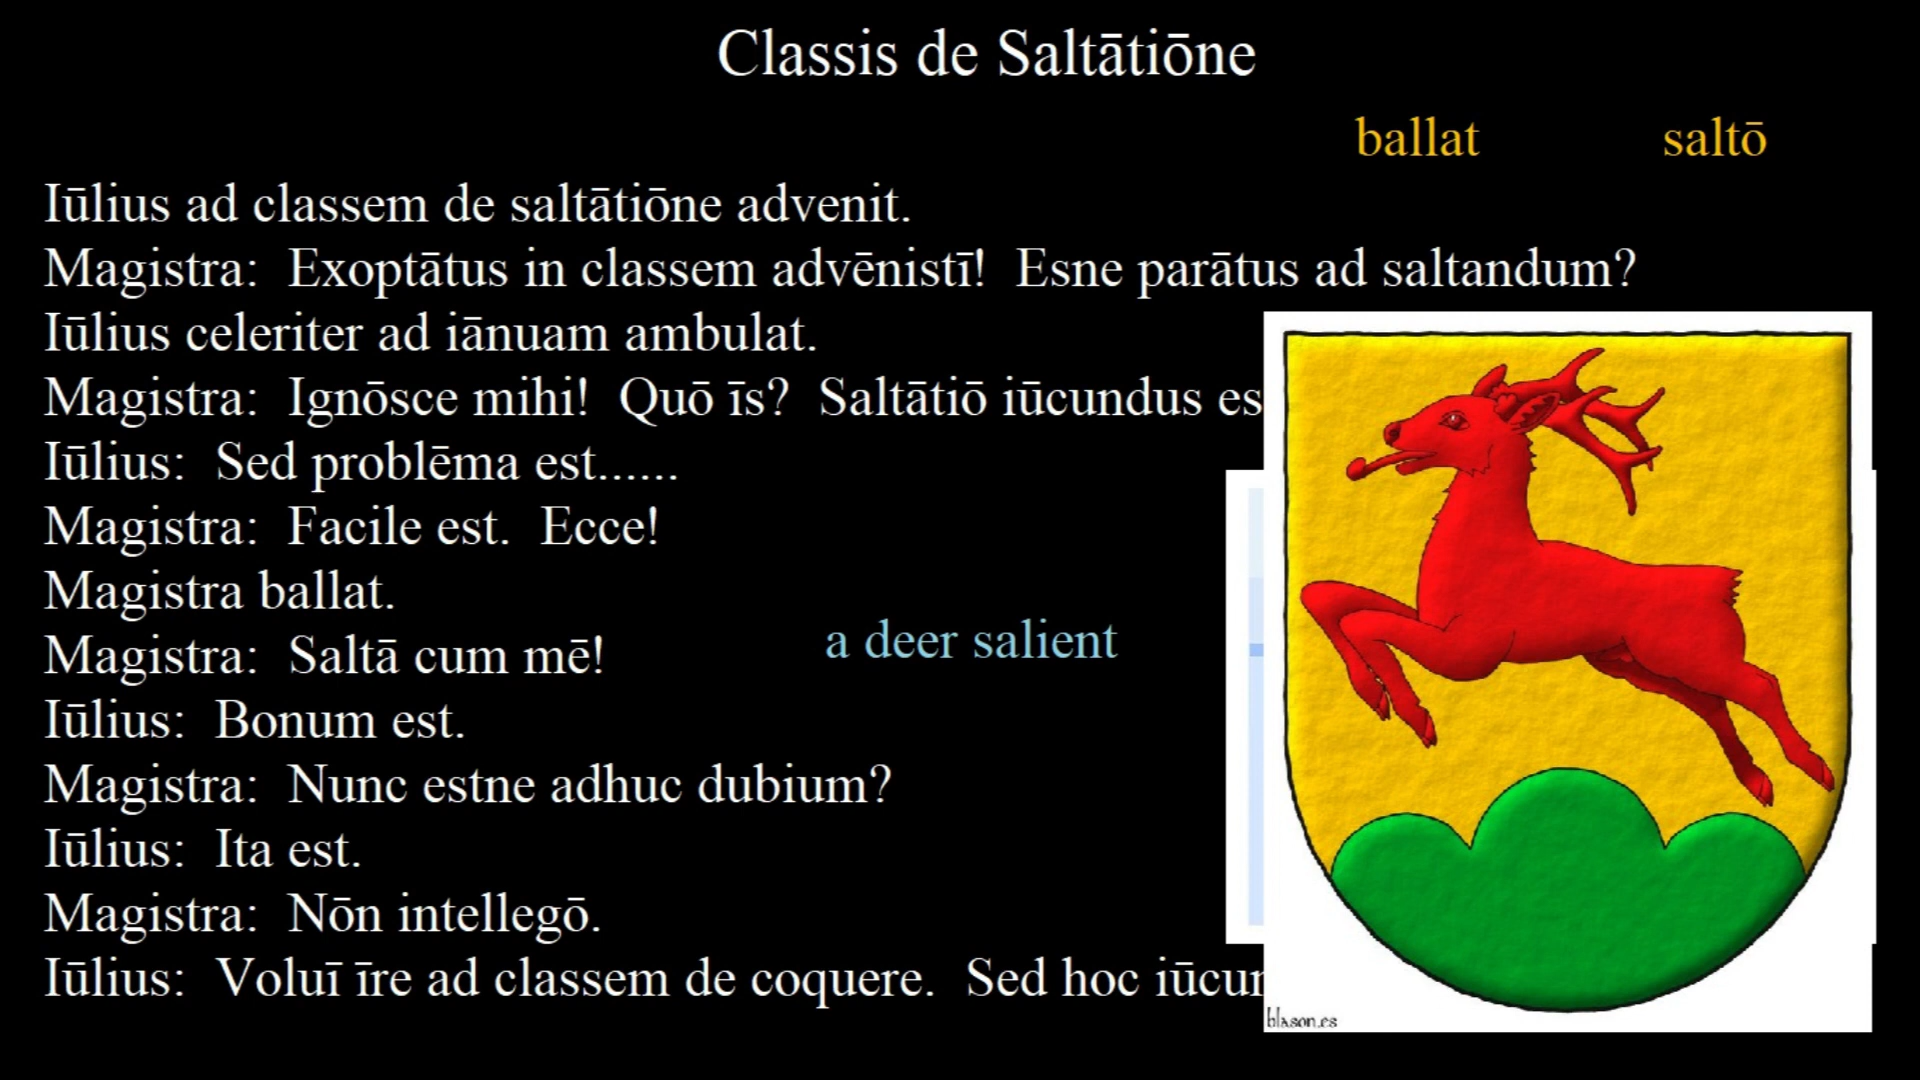 Classis de Saltātiōne
ballat saltō
Iūlius ad classem de saltātiōne advenit.
Magistra: Exoptātus in classem advēnistī! Esne parātus ad saltandum?
Iūlius celeriter ad iānuam ambulat.
Magistra: Ignōsce mihi! Quō īs? Saltātiō iūcundus es
Iūlius: Sed problēma est......
Magistra: Facile est. Ecce!
Magistra ballat.
Magistra: Saltā cum mē!
a deer salient
Iūlius: Bonum est.
Magistra: Nunc estne adhuc dubium?
Iūlius: Ita est.
Magistra: Nōn intellegō.
Iūlius: Voluī īre ad classem de coquere. Sed hoc
blason.es